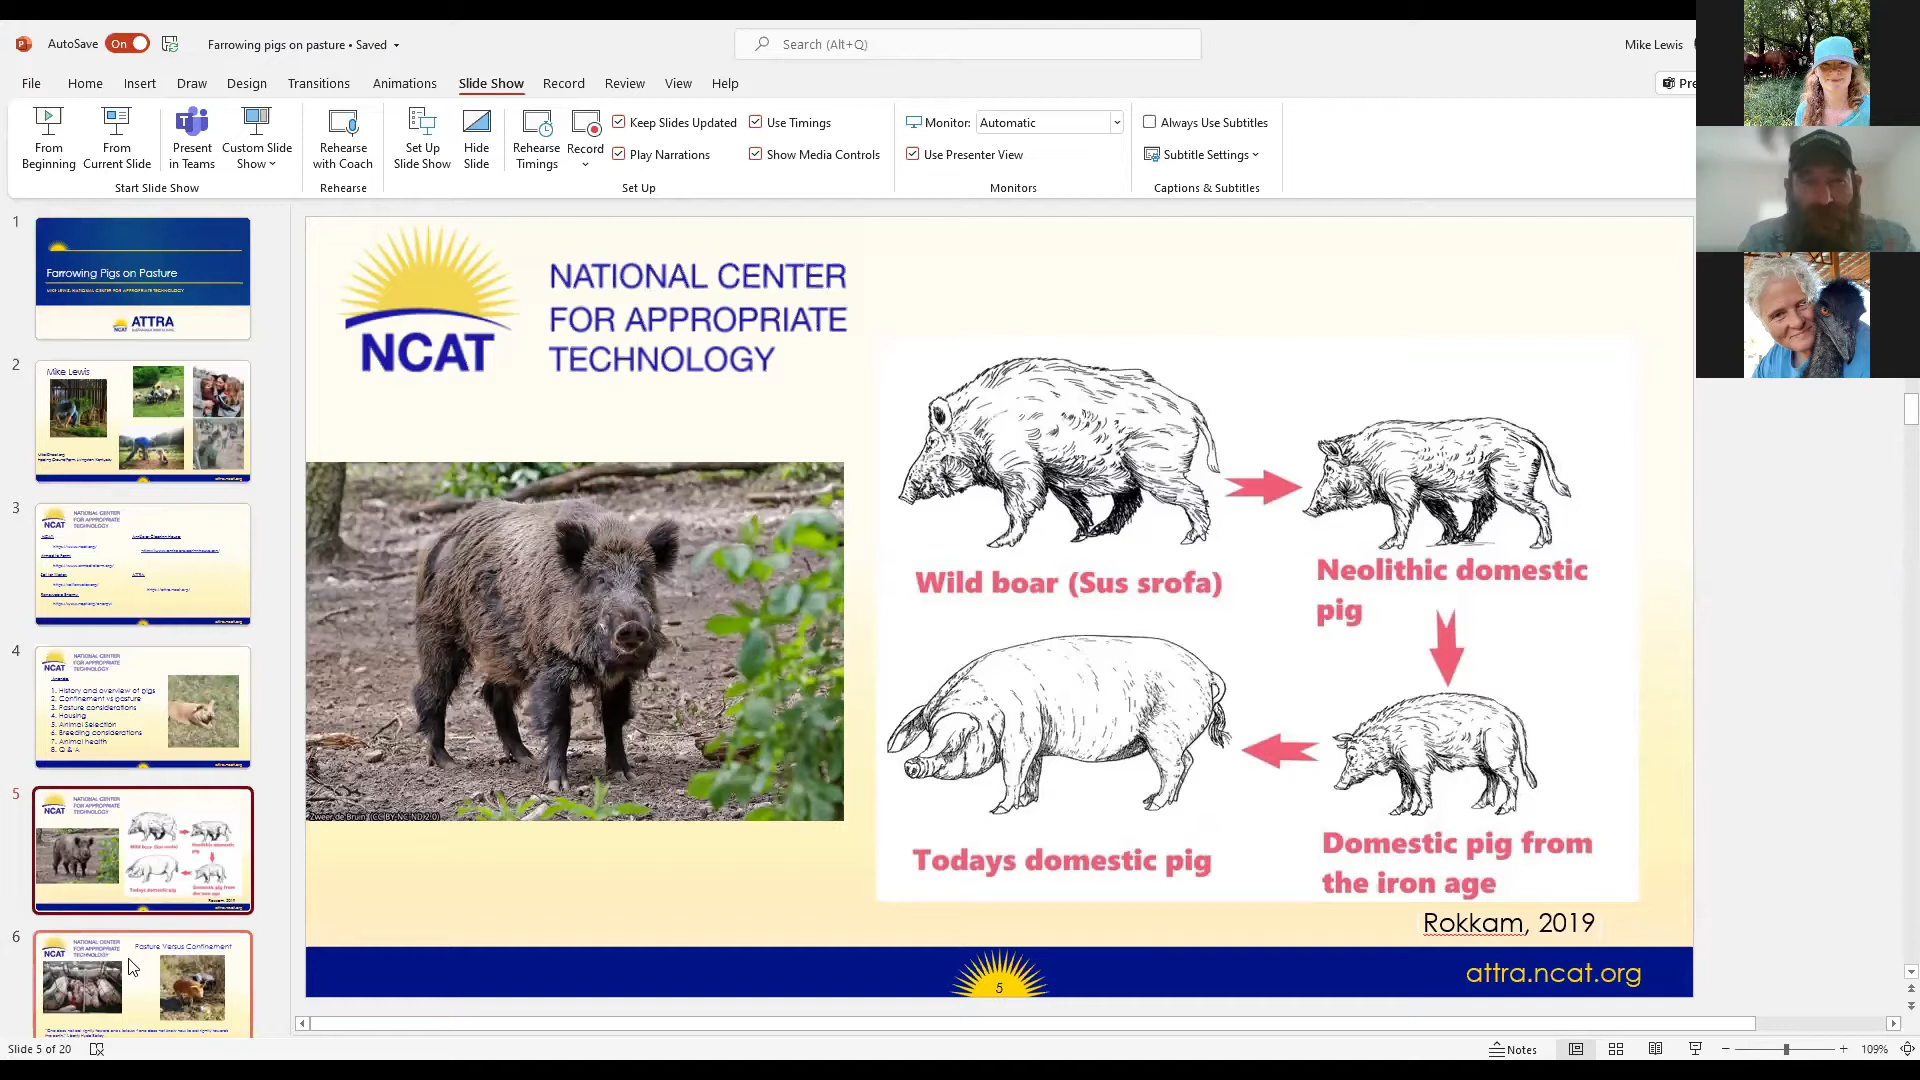 AutoSave On Farrowing pigs on pasture • Saved Search (Alt+Q) Mike Lewis
File Home Insert Draw Design Transitions Animations Slide Show Record Review View Help Pre
From Beginning
From Current Slide
Present in Teams
Custom Slide Show
Start Slide Show
Rehearse with Coach
Rehearse
Set Up Slide Show
Hide Slide
Rehearse Timings
Record
Keep Slides Updated
Use Timings
Play Narrations
Show Media Controls
Set Up
Monitor: Automatic
Use Presenter View
Monitors
Always Use Subtitles
Subtitle Settings
Captions & Subtitles
1
Farrowing Pigs on Pasture
MIKE LEWIS: NATIONAL CENTER FOR APPROPRIATE TECHNOLOGY
ATTRA
2
Mike Lewis
attra.ncat.org
3
NCAT
NATIONAL CENTER
FOR APPROPRIATE
TECHNOLOGY
attra.ncat.org
4
NCAT
NATIONAL CENTER
FOR APPROPRIATE
TECHNOLOGY
1. History and overview of pigs
2. Confinement vs pasture
3. Pasture considerations
4. Housing
5. Animal Selection
6. Breeding considerations
7. Animal health
8. Q & A
attra.ncat.org
5
NCAT
NATIONAL CENTER
FOR APPROPRIATE
TECHNOLOGY
Wild boar (Sus srofa)
Neolithic domestic
pig
Todays domestic pig
Domestic pig from
the iron age
Rokkam, 2019
attra.ncat.org
6
NCAT
NATIONAL CENTER
FOR APPROPRIATE
TECHNOLOGY
Pasture Versus Confinement
NCAT
NATIONAL CENTER
FOR APPROPRIATE
TECHNOLOGY
Zweer de Bruin (CC BY-NC-ND 2.0)
Wild boar (Sus srofa)
Neolithic domestic
pig
Todays domestic pig
Domestic pig from
the iron age
Rokkam, 2019
5
attra.ncat.org
Slide 5 of 20 Notes 109%